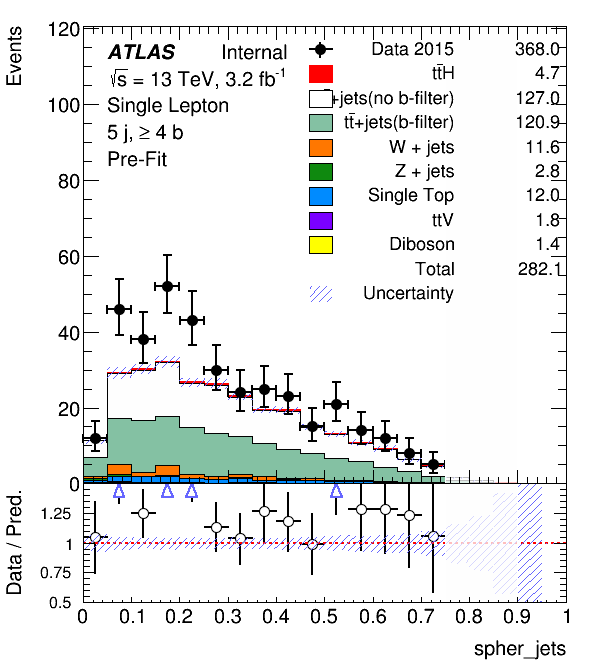 Events
120
100
80
60
40
20
0
ATLAS Internal
√s = 13 TeV, 3.2 fb⁻¹
Single Lepton
5 j, ≥ 4 b
Pre-Fit
Data 2015 368.0
tt̄H 4.7
+jets(no b-filter) 127.0
tt̄+jets(b-filter) 120.9
W + jets 11.6
Z + jets 2.8
Single Top 12.0
ttV 1.8
Diboson 1.4
Total 282.1
Uncertainty
Data / Pred.
1.25
1
0.75
0.5
0 0.1 0.2 0.3 0.4 0.5 0.6 0.7 0.8 0.9 1
spher_jets